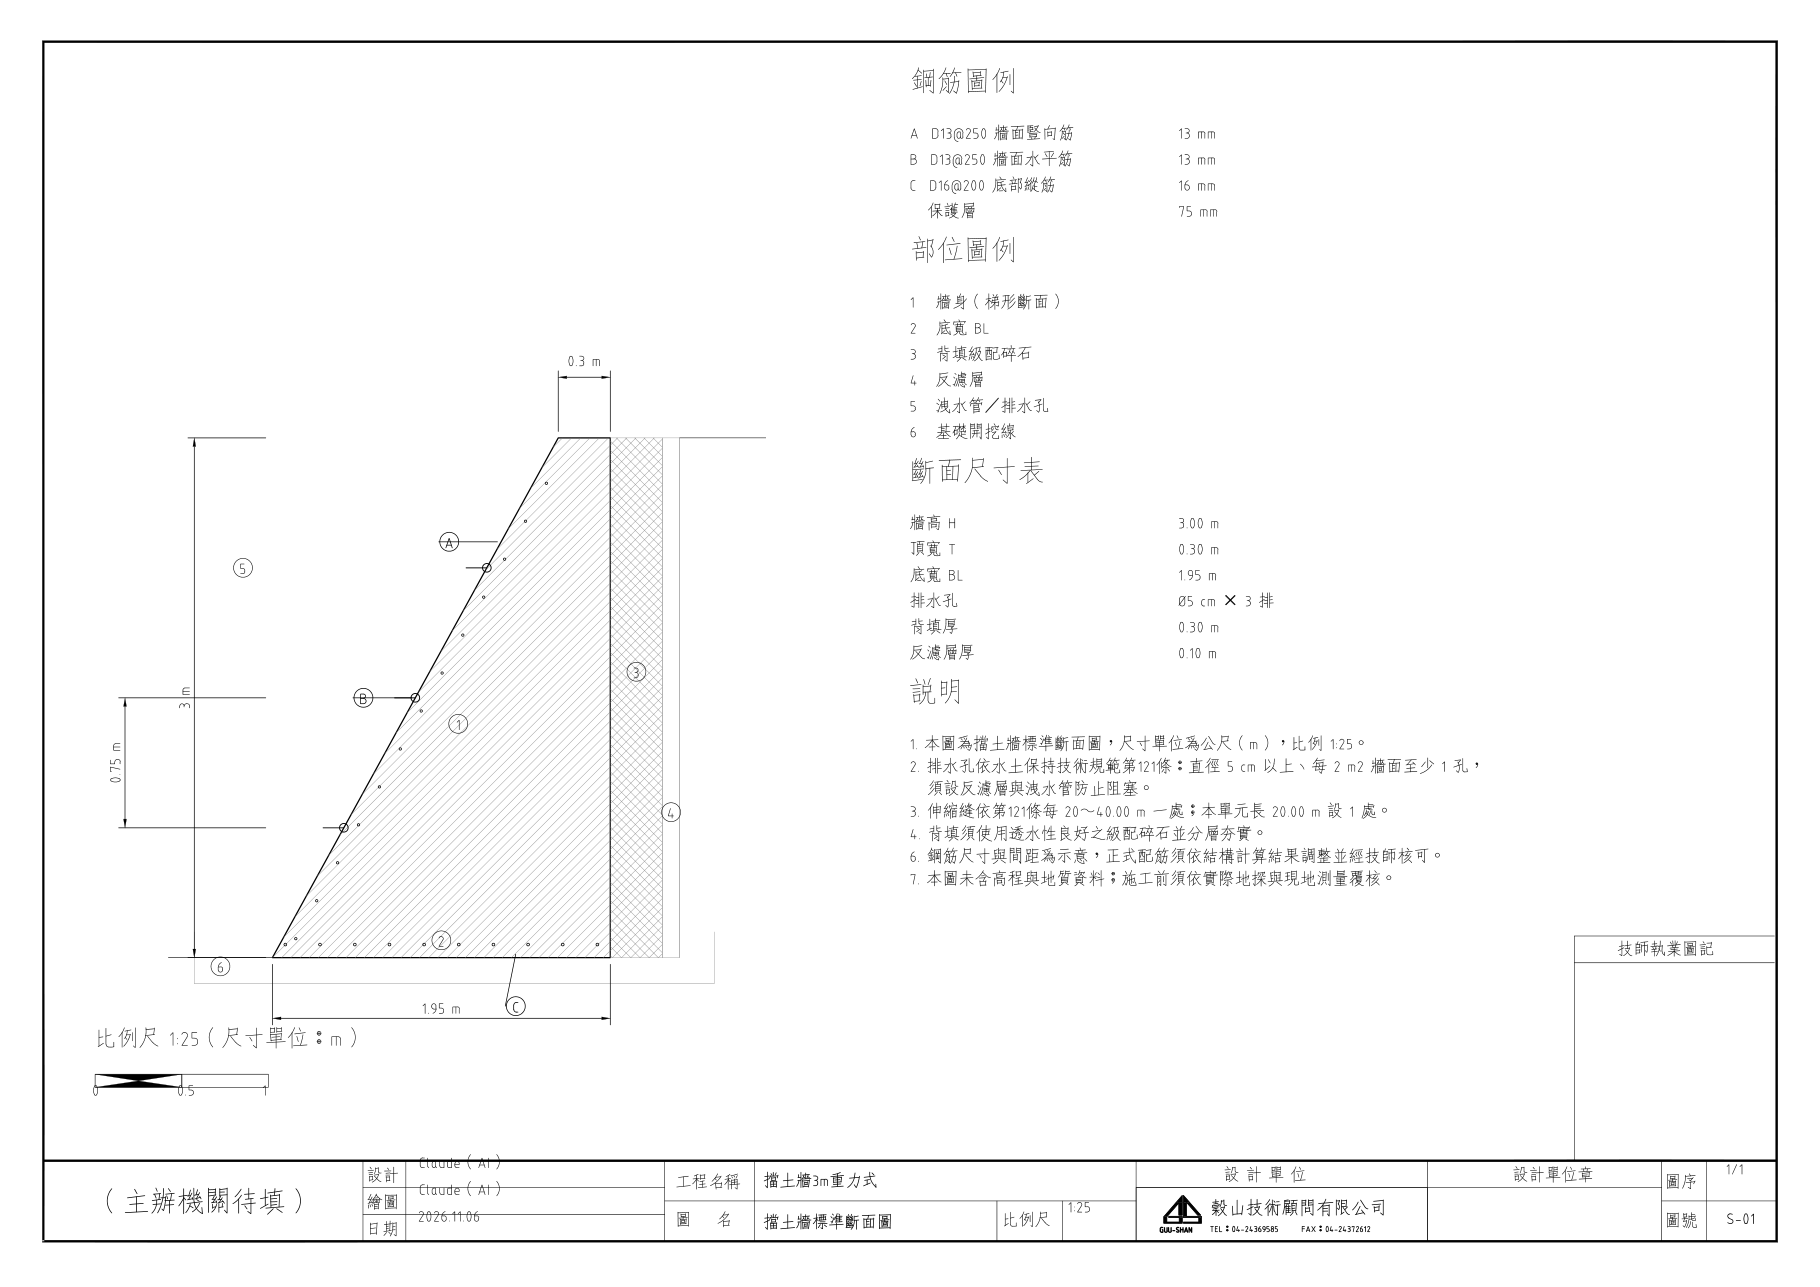 鋼筋圖例
A D13@250 牆面豎向筋 13 mm
B D13@250 牆面水平筋 13 mm
C D16@200 底部縱筋 16 mm
保護層 75 mm
部位圖例
1 牆身(梯形斷面)
2 底寬 BL
3 背填級配碎石
4 反濾層
5 洩水管/排水孔
6 基礎開挖線
斷面尺寸表
牆高 H 3.00 m
頂寬 T 0.30 m
底寬 BL 1.95 m
排水孔 Ø5 cm × 3 排
背填厚 0.30 m
反濾層厚 0.10 m
說明
1. 本圖為擋土牆標準斷面圖,尺寸單位為公尺(m),比例 1:25。
2. 排水孔依水土保持技術規範第121條:直徑 5 cm 以上、每 2 m2 牆面至少 1 孔,
須設反濾層與洩水管防止阻塞。
3. 伸縮縫依第121條每 20~40.00 m 一處;本單元長 20.00 m 設 1 處。
4. 背填須使用透水性良好之級配碎石並分層夯實。
6. 鋼筋尺寸與間距為示意,正式配筋須依結構計算結果調整並經技師核可。
7. 本圖未含高程與地質資料;施工前須依實際地探與現地測量覆核。
0.3 m
A
5
3
3 m
B
1
0.75 m
4
2
6
1.95 m
C
比例尺 1:25(尺寸單位:m)
0 0.5 1
技師執業圖記
(主辦機關待填)
設計 Claude(AI)
繪圖 Claude(AI)
日期 2026.11.06
工程名稱 擋土牆3m重力式
圖 名 擋土牆標準斷面圖
比例尺 1:25
設計單位
GUU-SHAN
穀山技術顧問有限公司
TEL:04-24369585 FAX:04-24372612
設計單位章
圖序 1/1
圖號 S-01